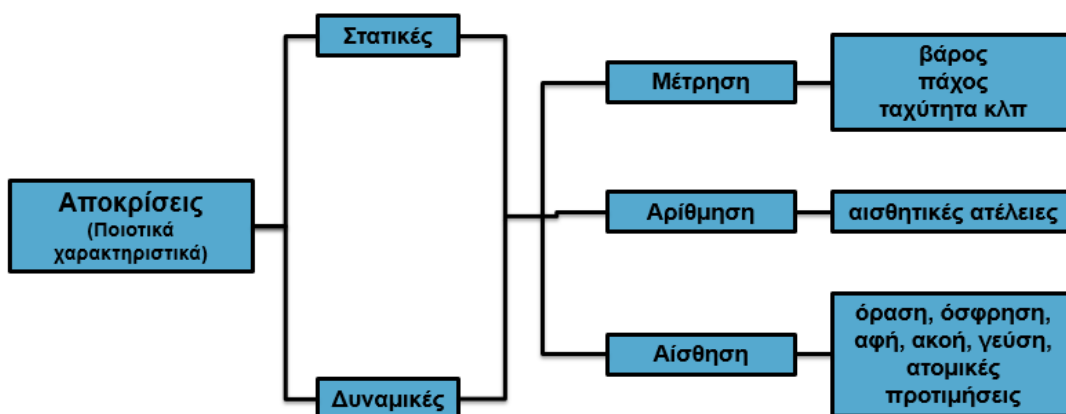 Αποκρίσεις
(Ποιοτικά
χαρακτηριστικά)
Στατικές
Δυναμικές
Μέτρηση
βάρος
πάχος
ταχύτητα κλπ
Αρίθμηση
αισθητικές ατέλειες
Αίσθηση
όραση, όσφρηση,
αφή, ακοή, γεύση,
ατομικές
προτιμήσεις